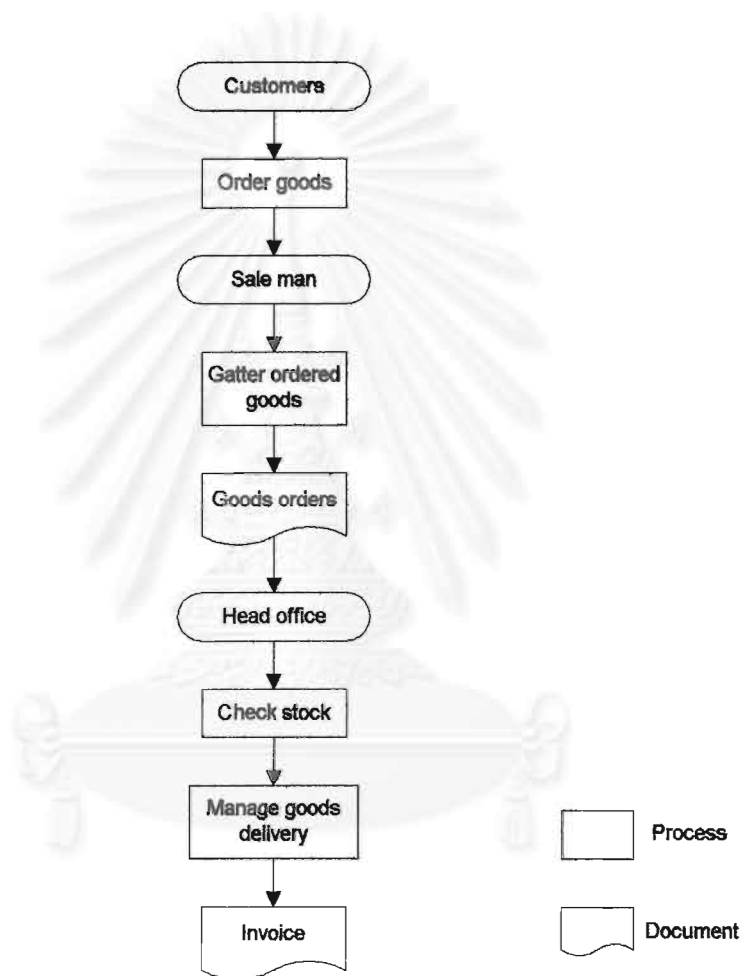 Customers
Order goods
Sale man
Gatter ordered
goods
Goods orders
Head office
Check stock
Manage goods
delivery
Process
Invoice
Document